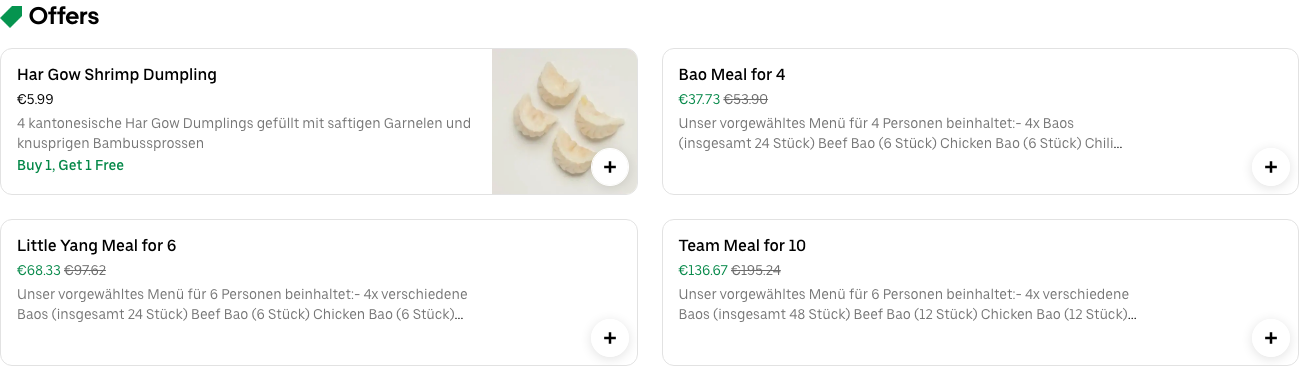 Offers
Har Gow Shrimp Dumpling
€5.99
4 kantonesische Har Gow Dumplings gefüllt mit saftigen Garnelen und
knusprigen Bambussprossen
Buy 1, Get 1 Free
Bao Meal for 4
€37.73 €53.90
Unser vorgewähltes Menü für 4 Personen beinhaltet:- 4x Baos
(insgesamt 24 Stück) Beef Bao (6 Stück) Chicken Bao (6 Stück) Chili...
Little Yang Meal for 6
€68.33 €97.62
Unser vorgewähltes Menü für 6 Personen beinhaltet:- 4x verschiedene
Baos (insgesamt 24 Stück) Beef Bao (6 Stück) Chicken Bao (6 Stück)...
Team Meal for 10
€136.67 €195.24
Unser vorgewähltes Menü für 6 Personen beinhaltet:- 4x verschiedene
Baos (insgesamt 48 Stück) Beef Bao (12 Stück) Chicken Bao (12 Stück)...